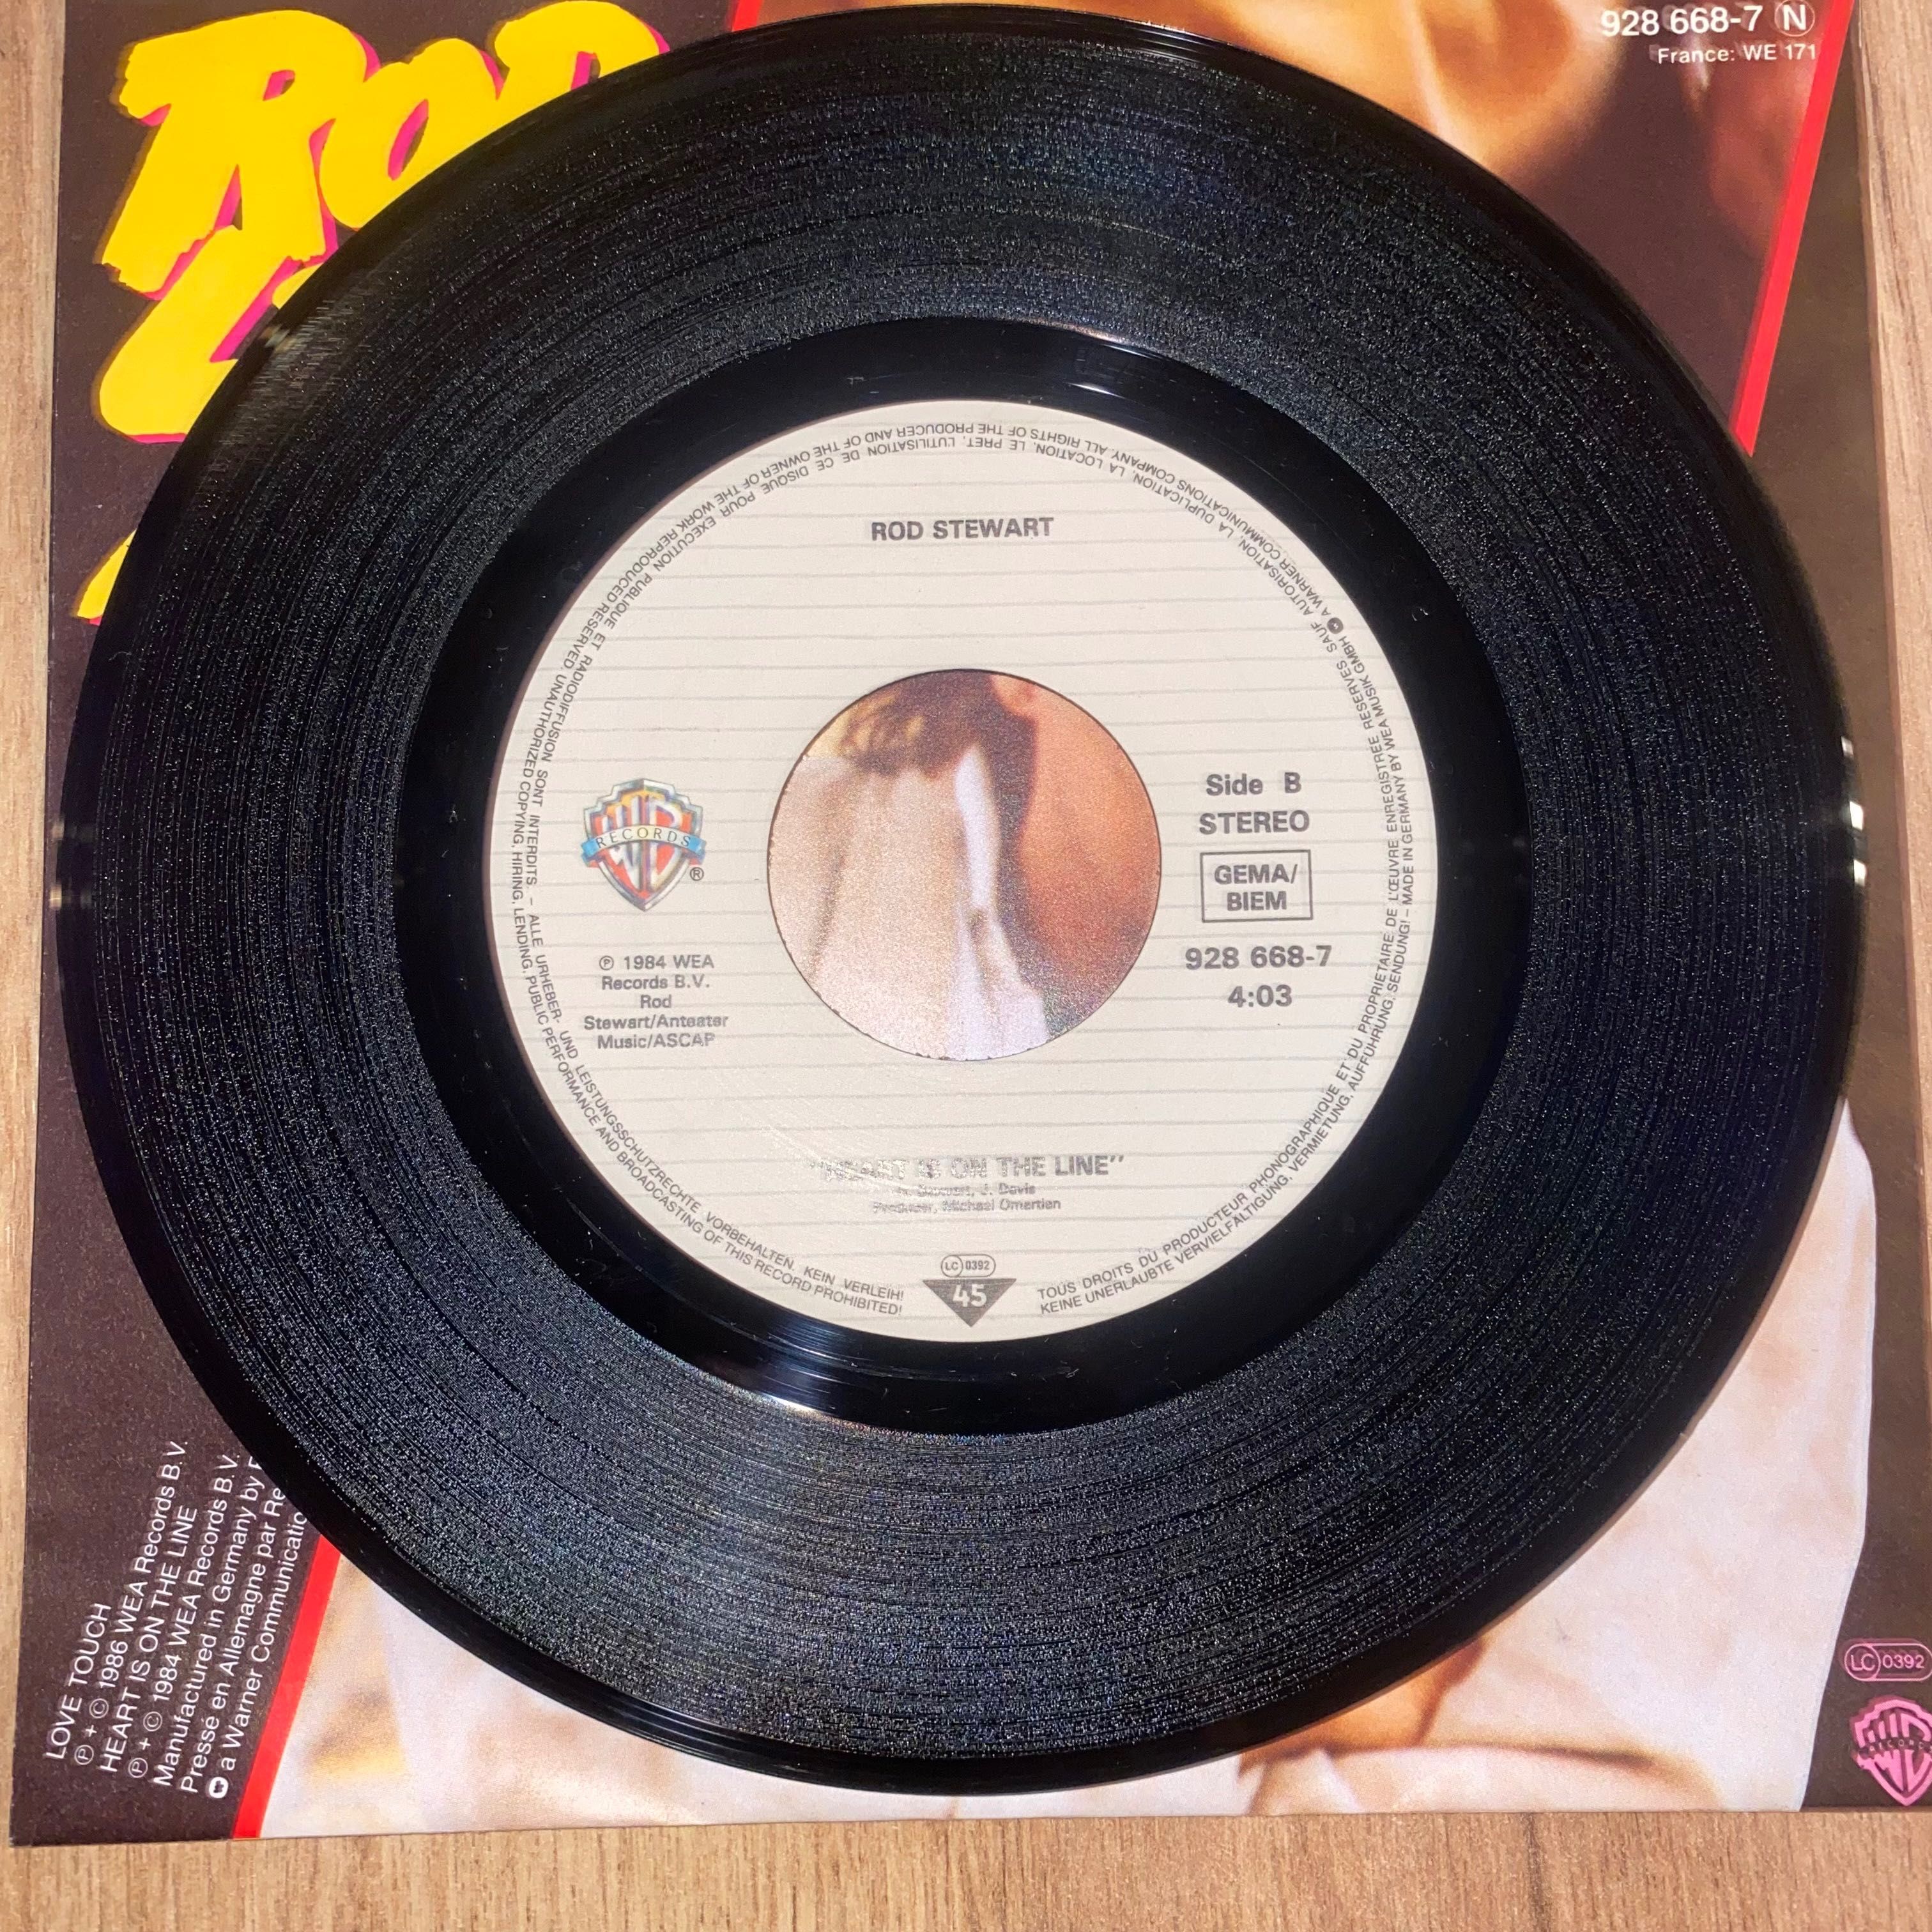 ROD
928 668-7 N
France: WE 171
ROD STEWART
RECORDS
®
Side B
STEREO
GEMA/
BIEM
928 668-7
4:03
℗ 1984 WEA
Records B.V.
Rod
Stewart/Anteater
Music/ASCAP
"HEART IS ON THE LINE"
R. Stewart, J. Davis
Producer, Michael Omartian
LC 0392
45
TOUS DROITS DU PRODUCTEUR PHONOGRAPHIQUE ET DU PROPRIETAIRE DE L'ŒUVRE ENREGISTREE RESERVES SAUF AUTORISATION. LA DUPLICATION, LA LOCATION, LE PRET, L'UTILISATION DE CE DISQUE POUR EXECUTION PUBLIQUE ET RADIODIFFUSION SONT INTERDITS. – ALLE URHEBER- UND LEISTUNGSSCHUTZRECHTE VORBEHALTEN. KEIN VERLEIH!
KEINE UNERLAUBTE VERVIELFÄLTIGUNG, VERMIETUNG, AUFFÜHRUNG, SENDUNG! – MADE IN GERMANY BY WEA MUSIK GMBH A WARNER COMMUNICATIONS COMPANY. ALL RIGHTS OF THE PRODUCER AND OF THE OWNER OF THE WORK REPRODUCED RESERVED. UNAUTHORIZED COPYING, HIRING, LENDING, PUBLIC PERFORMANCE AND BROADCASTING OF THIS RECORD PROHIBITED!
LOVE TOUCH
℗ + © 1986 WEA Records B.V.
HEART IS ON THE LINE
℗ + © 1984 WEA Records B.V.
Manufactured in Germany by
Pressé en Allemagne par
a Warner
LC 0392
RECORDS